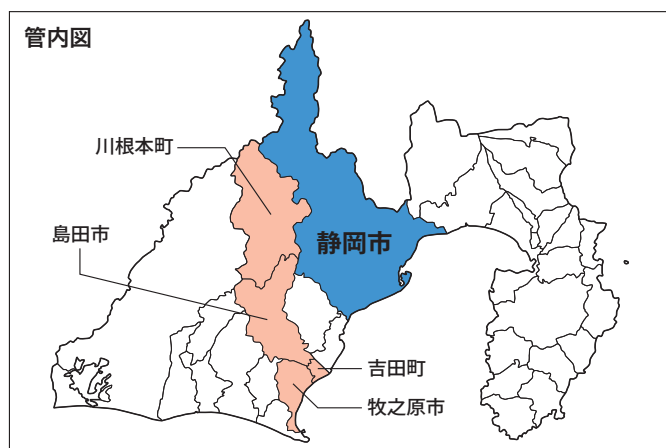 管内図
川根本町
島田市
静岡市
吉田町
牧之原市